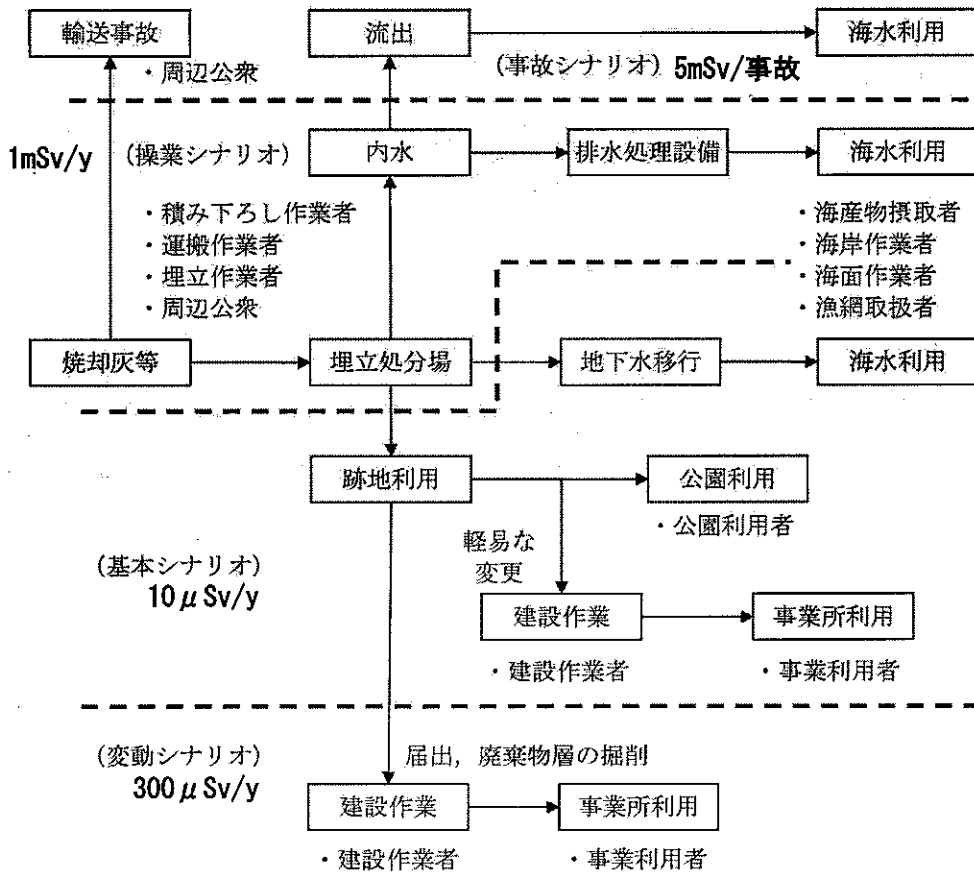 輸送事故
流出
海水利用
・周辺公衆
(事故シナリオ) 5mSv/事故
1mSv/y
(操業シナリオ)
内水
排水処理設備
海水利用
・積み下ろし作業者
・運搬作業者
・埋立作業者
・周辺公衆
・海産物摂取者
・海岸作業者
・海面作業者
・漁網取扱者
焼却灰等
埋立処分場
地下水移行
海水利用
跡地利用
公園利用
・公園利用者
軽易な
変更
(基本シナリオ)
10μSv/y
建設作業
事業所利用
・建設作業者
・事業利用者
(変動シナリオ)
300μSv/y
届出，廃棄物層の掘削
建設作業
事業所利用
・建設作業者
・事業利用者